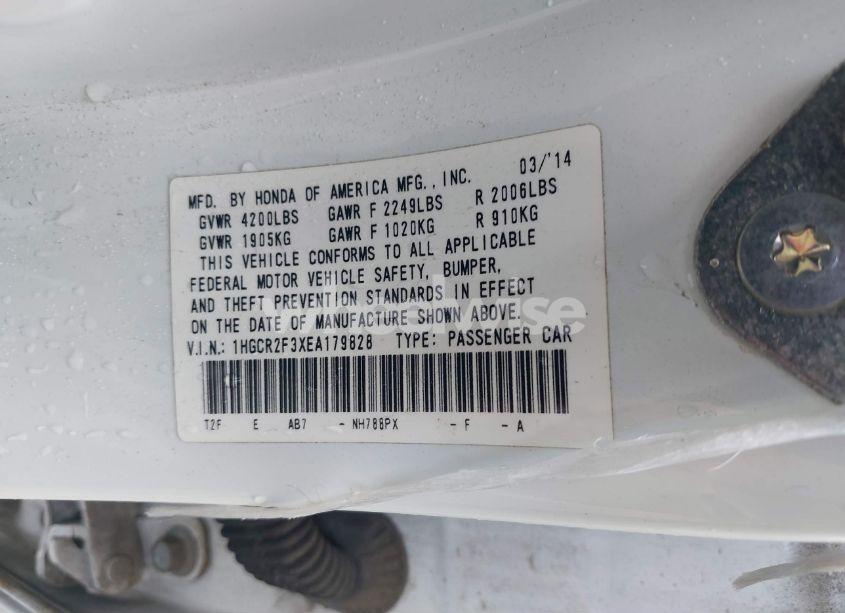 MFD. BY HONDA OF AMERICA MFG., INC. 03/'14
GVWR 4200LBS GAWR F 2249LBS R 2006LBS
GVWR 1905KG GAWR F 1020KG R 910KG
THIS VEHICLE CONFORMS TO ALL APPLICABLE
FEDERAL MOTOR VEHICLE SAFETY, BUMPER,
AND THEFT PREVENTION STANDARDS IN EFFECT
ON THE DATE OF MANUFACTURE SHOWN ABOVE.
V.I.N.: 1HGCR2F3XEA179828 TYPE: PASSENGER CAR
T2F E AB7 - NH788PX - F - A